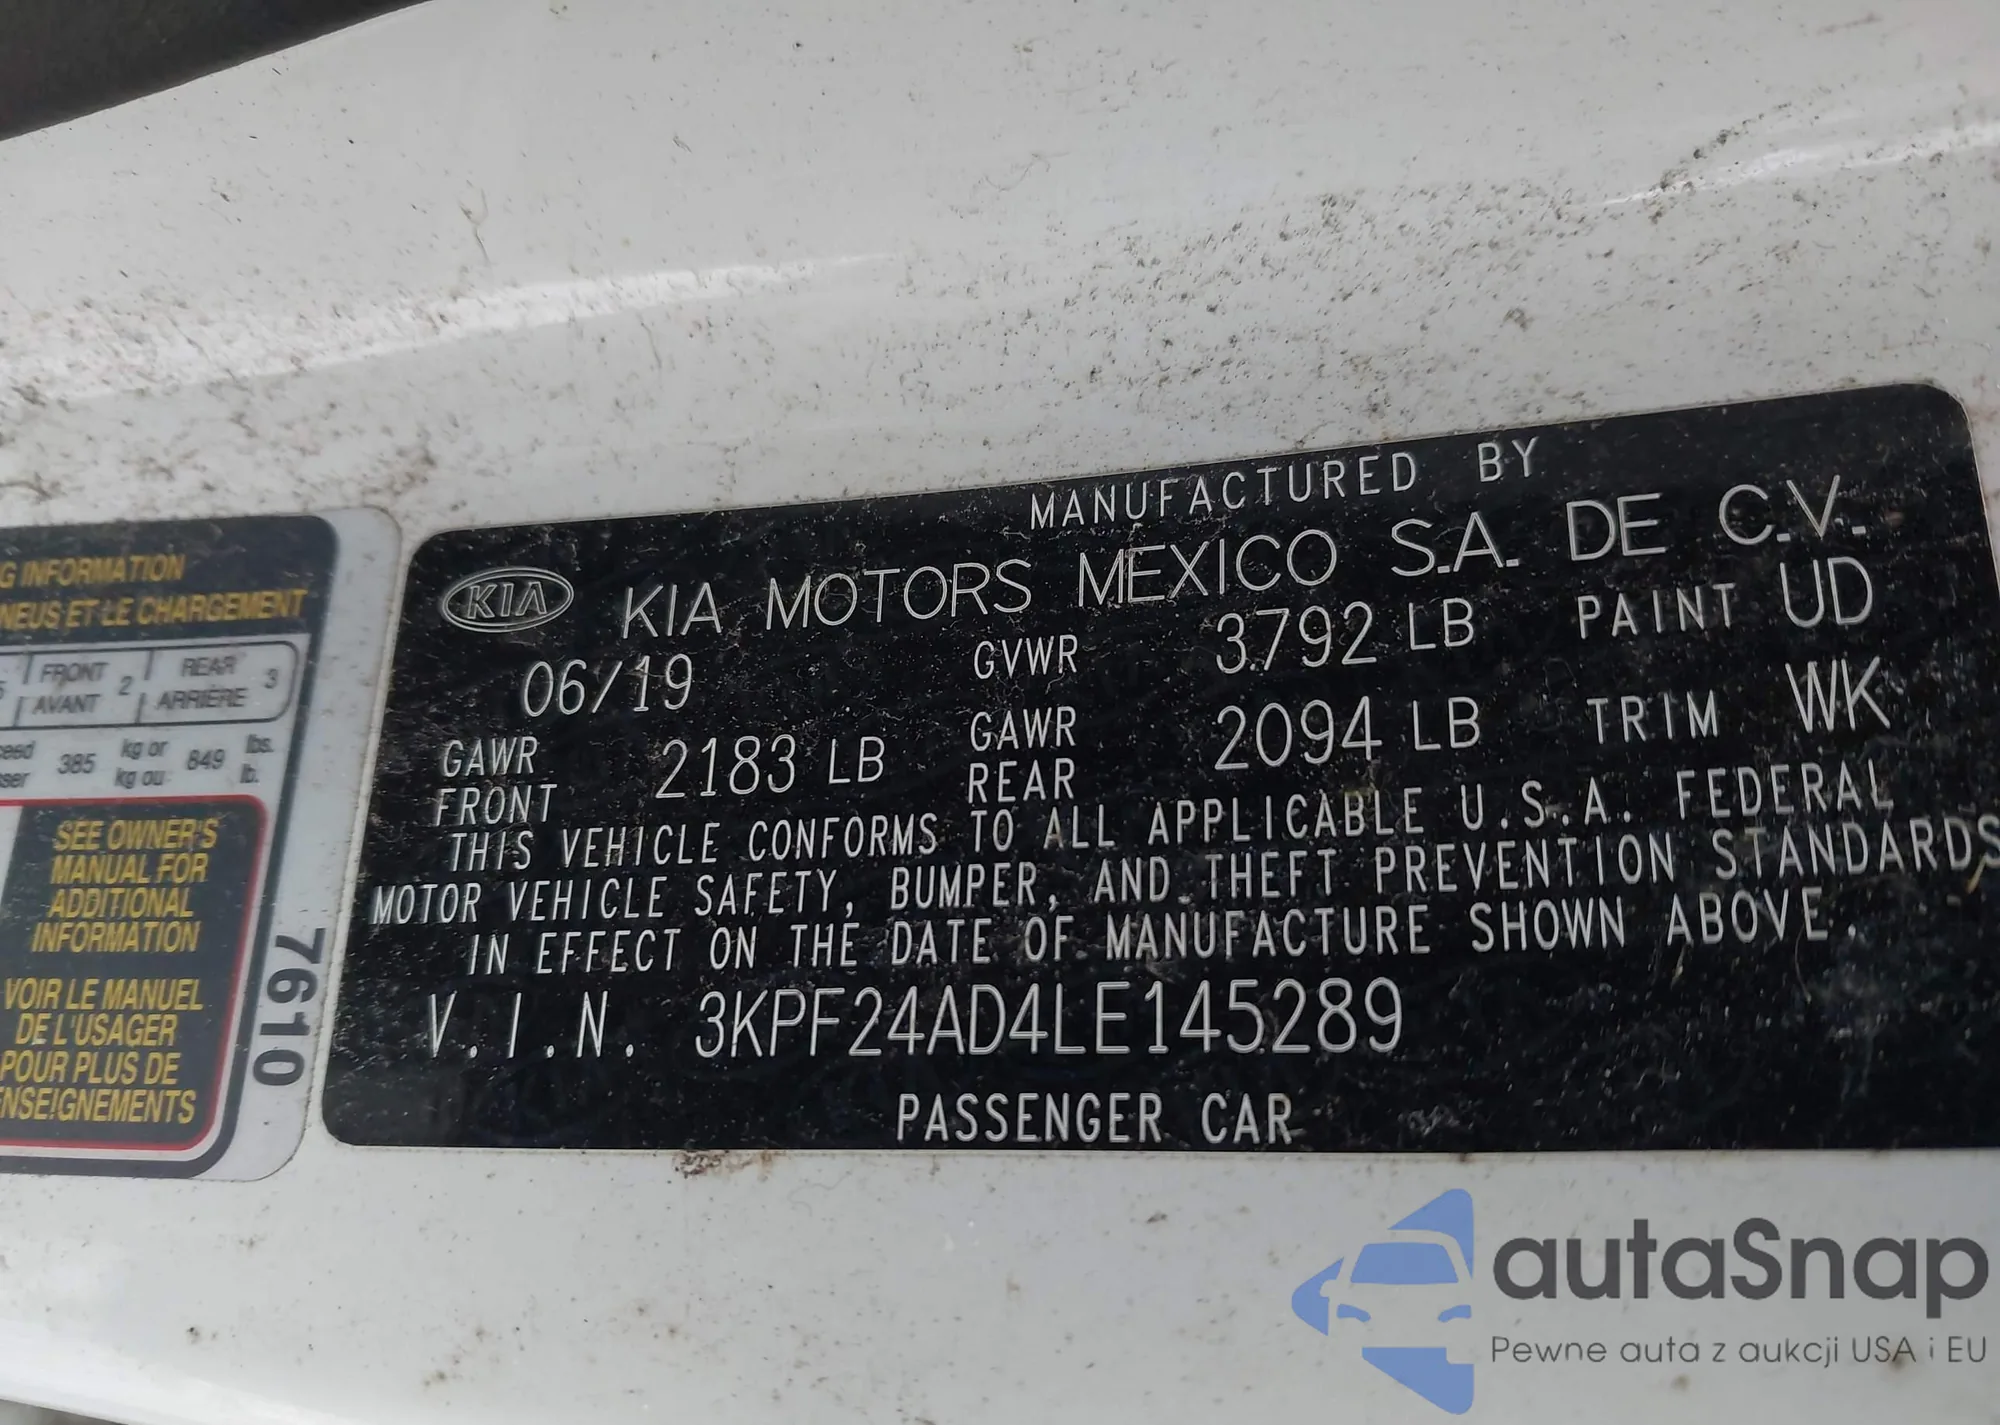 G INFORMATION
NEUS ET LE CHARGEMENT
FRONT 2 REAR 3
AVANT ARRIÈRE
385 kg or 849 lbs.
kg ou lb.
SEE OWNER'S
MANUAL FOR
ADDITIONAL
INFORMATION
VOIR LE MANUEL
DE L'USAGER
POUR PLUS DE
ENSEIGNEMENTS
7610
MANUFACTURED BY
KIA KIA MOTORS MEXICO S.A. DE C.V.
06/19 GVWR 3792 LB PAINT UD
GAWR FRONT 2183 LB GAWR REAR 2094 LB TRIM WK
THIS VEHICLE CONFORMS TO ALL APPLICABLE U.S.A. FEDERAL
MOTOR VEHICLE SAFETY, BUMPER, AND THEFT PREVENTION STANDARDS
IN EFFECT ON THE DATE OF MANUFACTURE SHOWN ABOVE.
V.I.N. 3KPF24AD4LE145289
PASSENGER CAR
autaSnap
Pewne auta z aukcji USA i EU